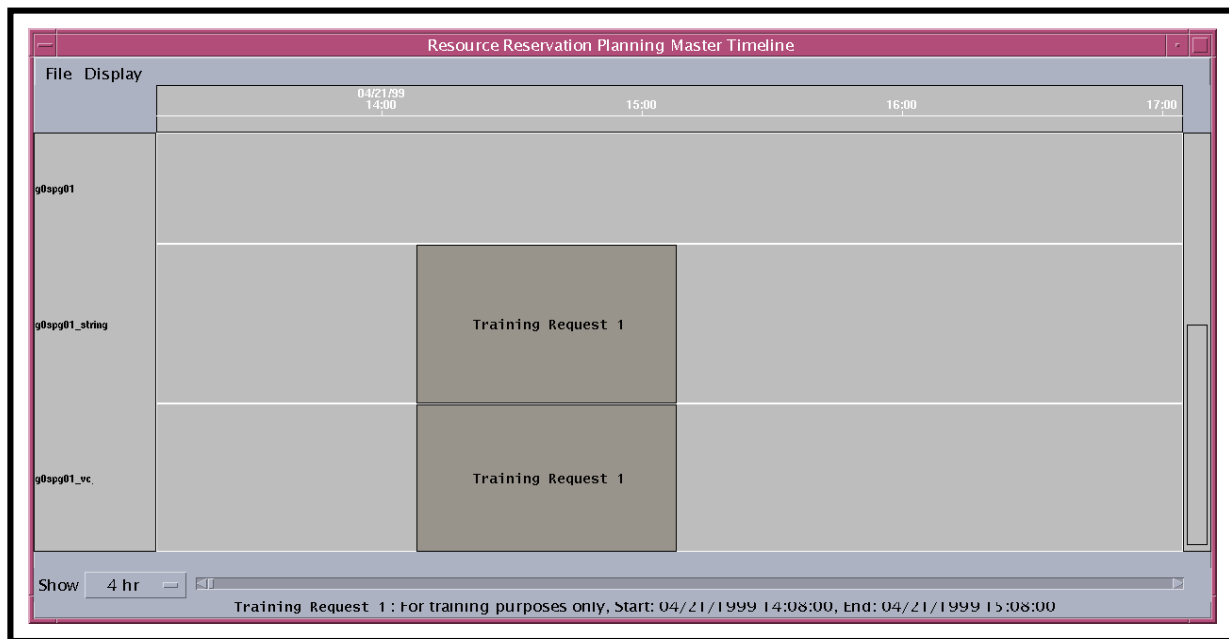 Resource Reservation Planning Master Timeline
File Display
04/21/99
14:00 15:00 16:00 17:00
g0spg01
g0spg01_string
Training Request 1
g0spg01_vc
Training Request 1
Show 4 hr
Training Request 1 : For training purposes only, Start: 04/21/1999 14:08:00, End: 04/21/1999 15:08:00